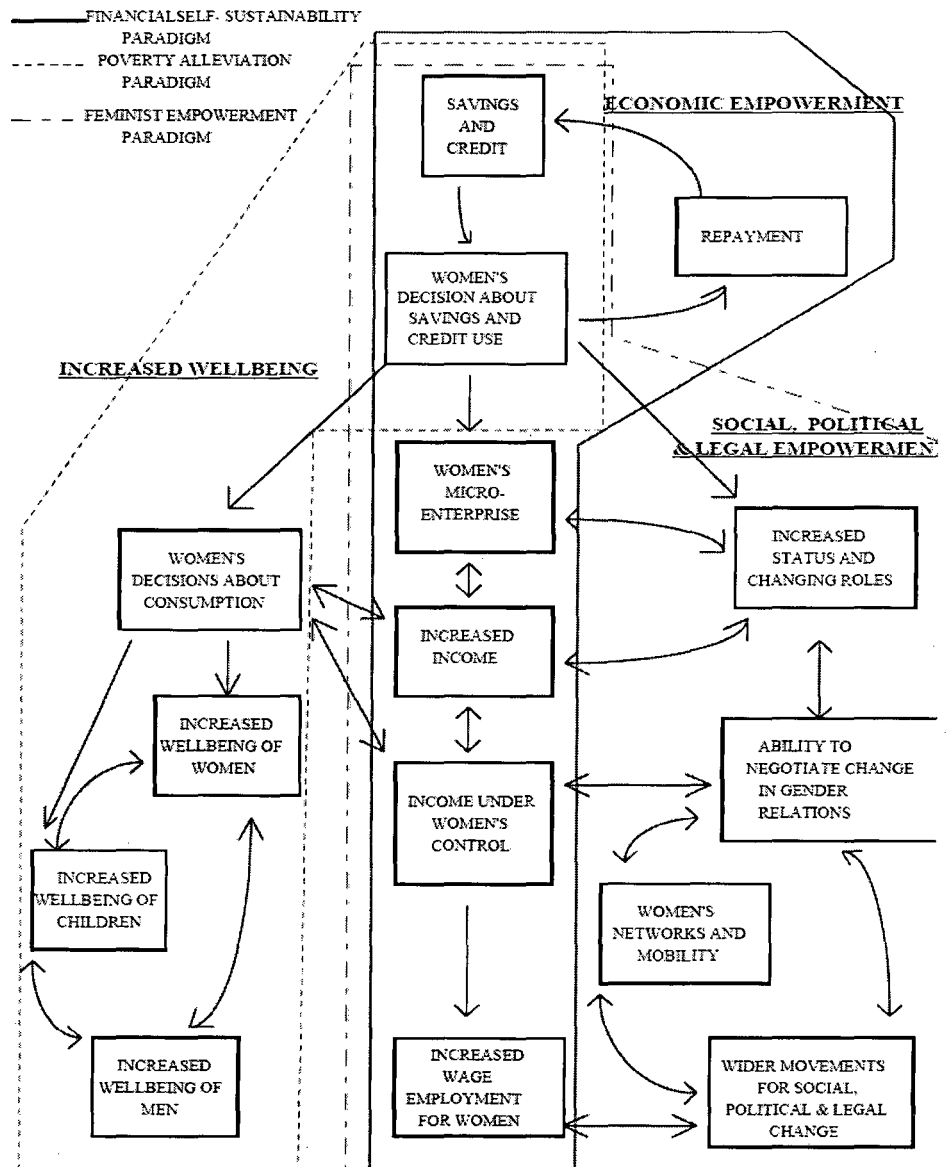 FINANCIALSELF- SUSTAINABILITY
PARADIGM
POVERTY ALLEVIATION
PARADIGM
FEMINIST EMPOWERMENT
PARADIGM
SAVINGS
AND
CREDIT
ECONOMIC EMPOWERMENT
REPAYMENT
WOMEN'S
DECISION ABOUT
SAVINGS AND
CREDIT USE
INCREASED WELLBEING
SOCIAL, POLITICAL
& LEGAL EMPOWERMEN
WOMEN'S
MICRO-
ENTERPRISE
INCREASED
STATUS AND
CHANGING ROLES
WOMEN'S
DECISIONS ABOUT
CONSUMPTION
INCREASED
INCOME
INCREASED
WELLBEING OF
WOMEN
ABILITY TO
NEGOTIATE CHANGE
IN GENDER
RELATIONS
INCOME UNDER
WOMEN'S
CONTROL
INCREASED
WELLBEING OF
CHILDREN
WOMEN'S
NETWORKS AND
MOBILITY
INCREASED
WELLBEING OF
MEN
INCREASED
WAGE
EMPLOYMENT
FOR WOMEN
WIDER MOVEMENTS
FOR SOCIAL,
POLITICAL & LEGAL
CHANGE